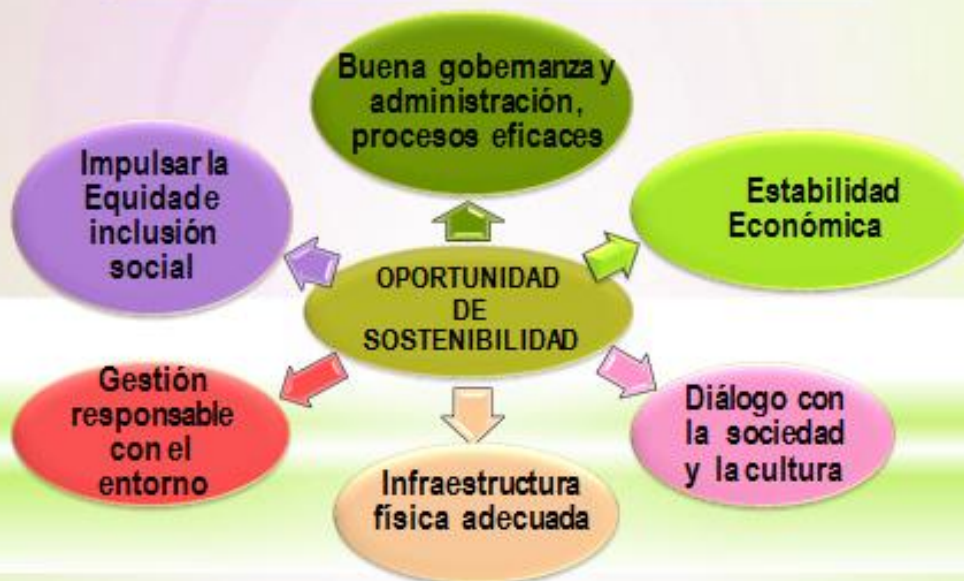 Buena gobernanza y
administración,
procesos eficaces
Impulsar la
Equidad e
inclusión
social
Estabilidad
Económica
OPORTUNIDAD
DE
SOSTENIBILIDAD
Gestión
responsable
con el
entorno
Diálogo con
la sociedad
y la cultura
Infraestructura
física adecuada